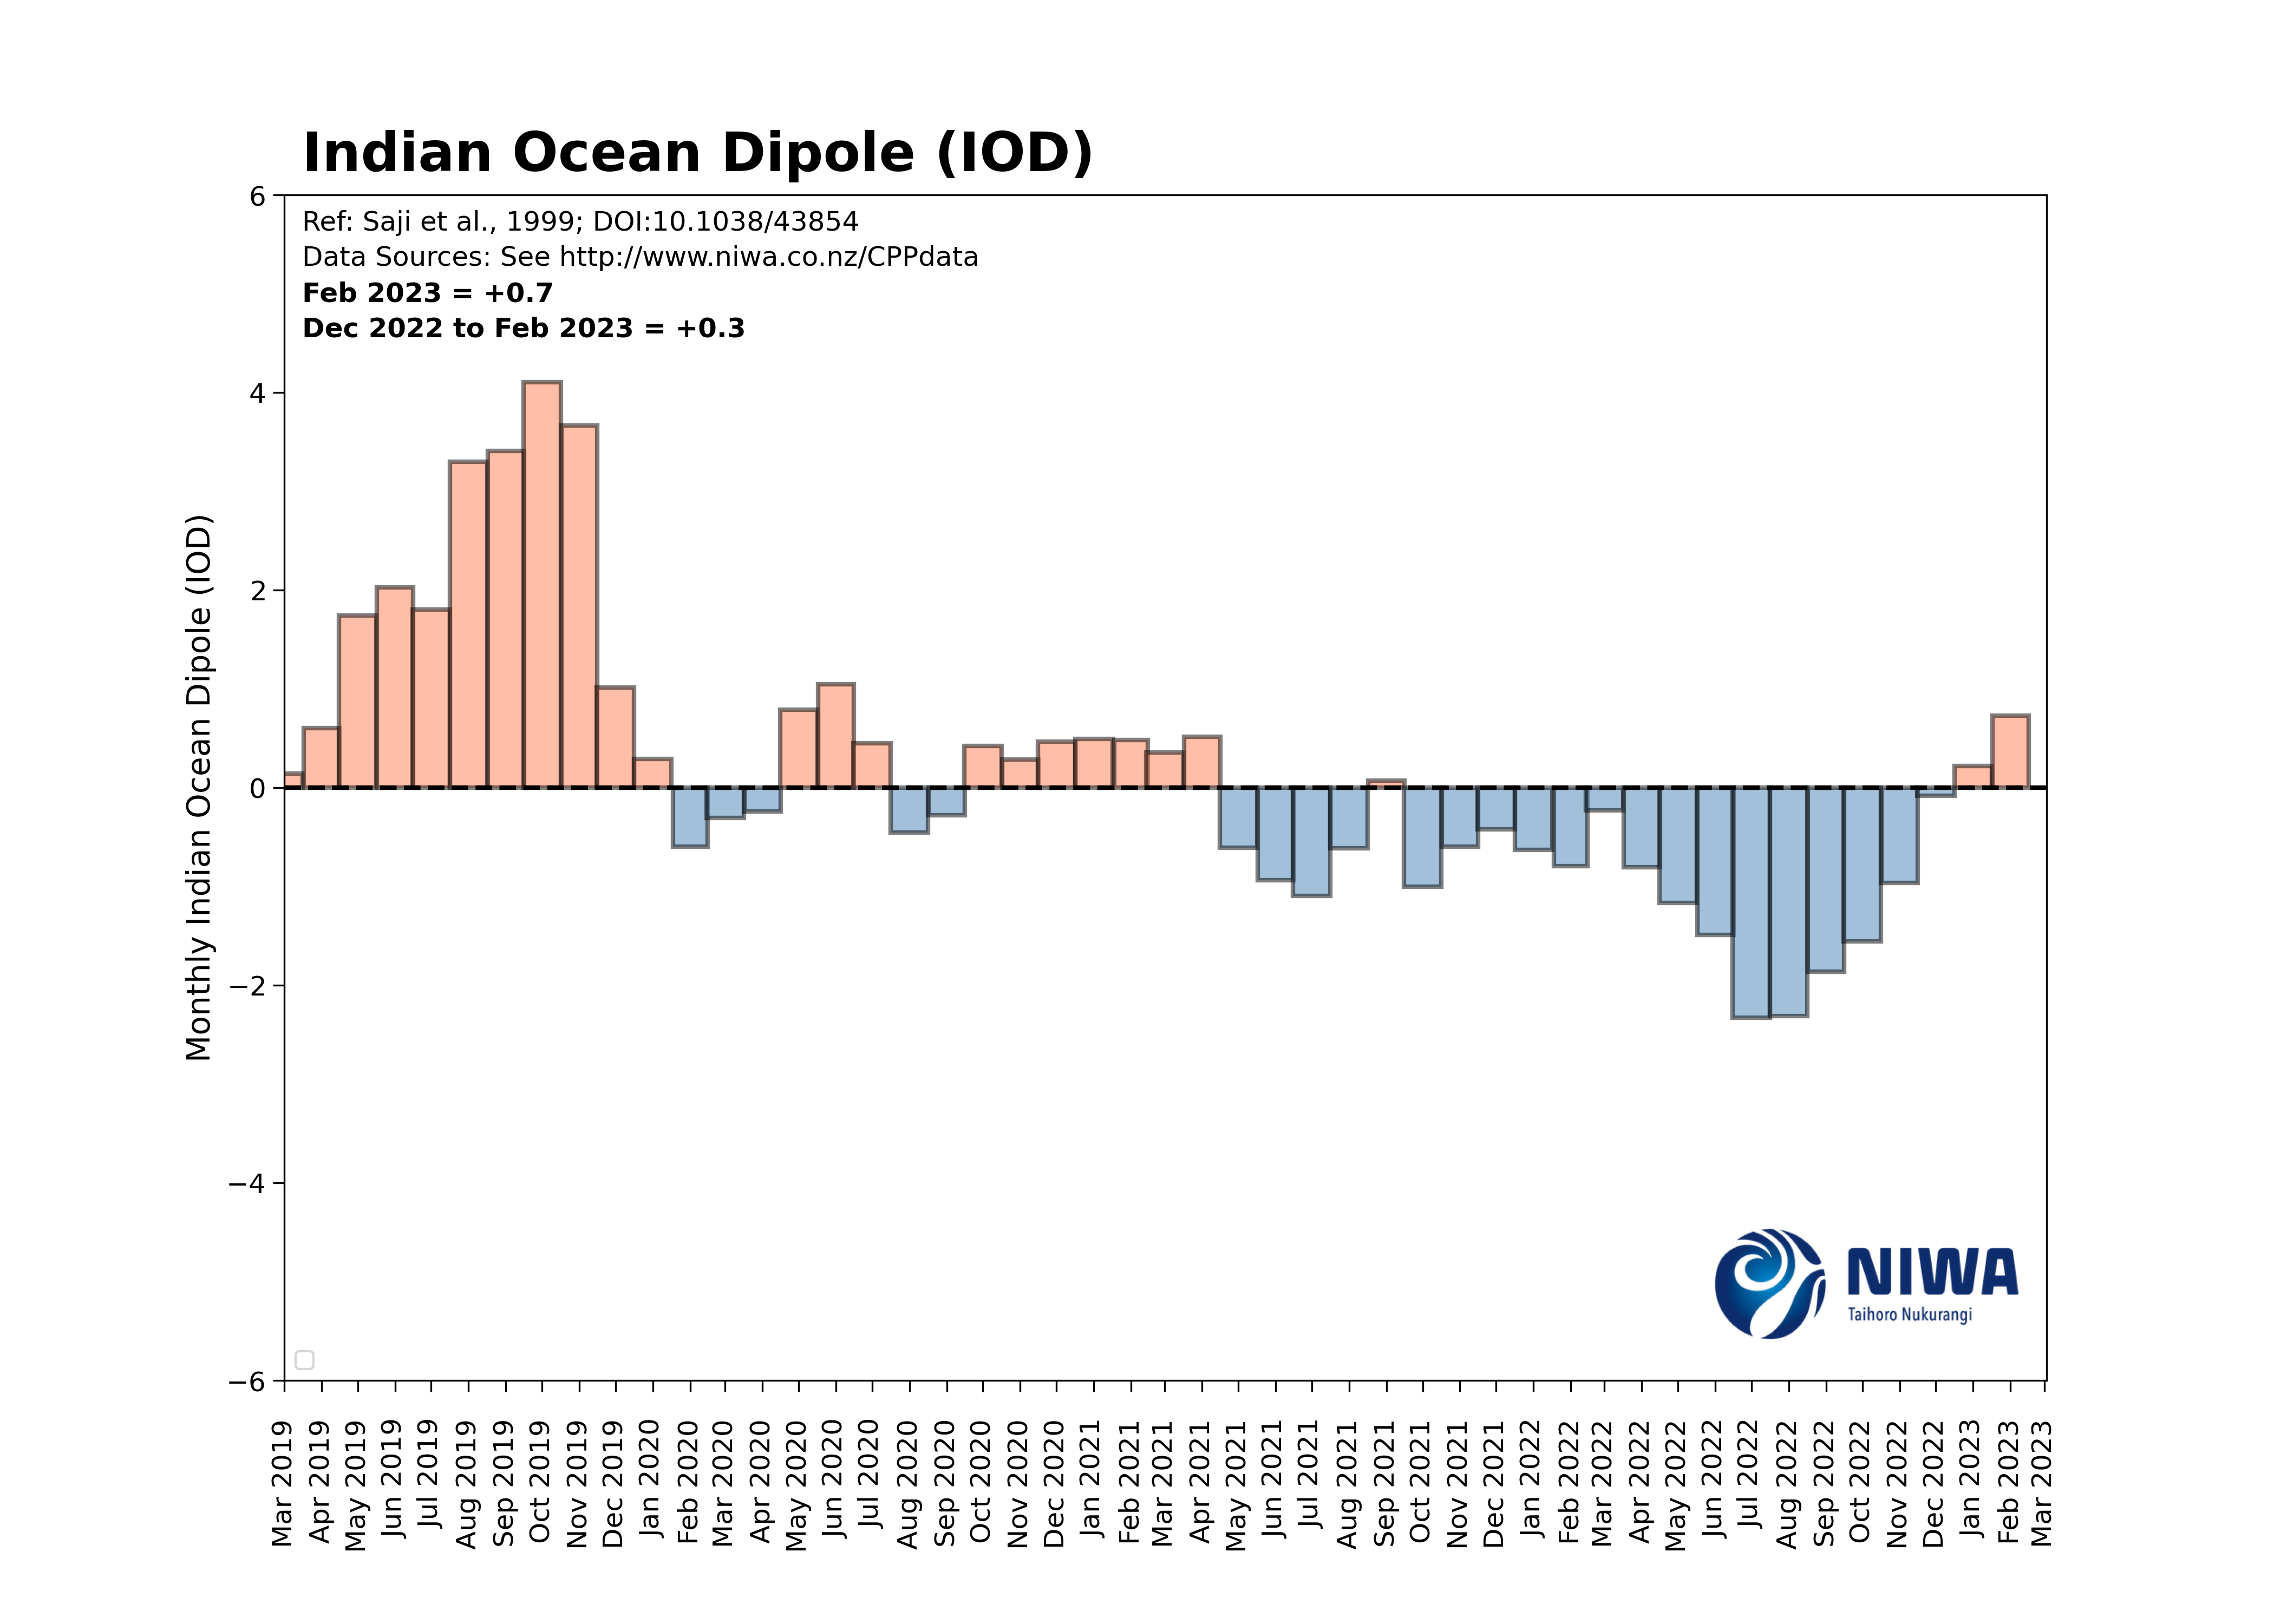 Indian Ocean Dipole (IOD)
Ref: Saji et al., 1999; DOI:10.1038/43854
Data Sources: See http://www.niwa.co.nz/CPPdata
Feb 2023 = +0.7
Dec 2022 to Feb 2023 = +0.3
Monthly Indian Ocean Dipole (IOD)
6
4
2
0
−2
−4
−6
NIWA
Taihoro Nukurangi
Mar 2019
Apr 2019
May 2019
Jun 2019
Jul 2019
Aug 2019
Sep 2019
Oct 2019
Nov 2019
Dec 2019
Jan 2020
Feb 2020
Mar 2020
Apr 2020
May 2020
Jun 2020
Jul 2020
Aug 2020
Sep 2020
Oct 2020
Nov 2020
Dec 2020
Jan 2021
Feb 2021
Mar 2021
Apr 2021
May 2021
Jun 2021
Jul 2021
Aug 2021
Sep 2021
Oct 2021
Nov 2021
Dec 2021
Jan 2022
Feb 2022
Mar 2022
Apr 2022
May 2022
Jun 2022
Jul 2022
Aug 2022
Sep 2022
Oct 2022
Nov 2022
Dec 2022
Jan 2023
Feb 2023
Mar 2023